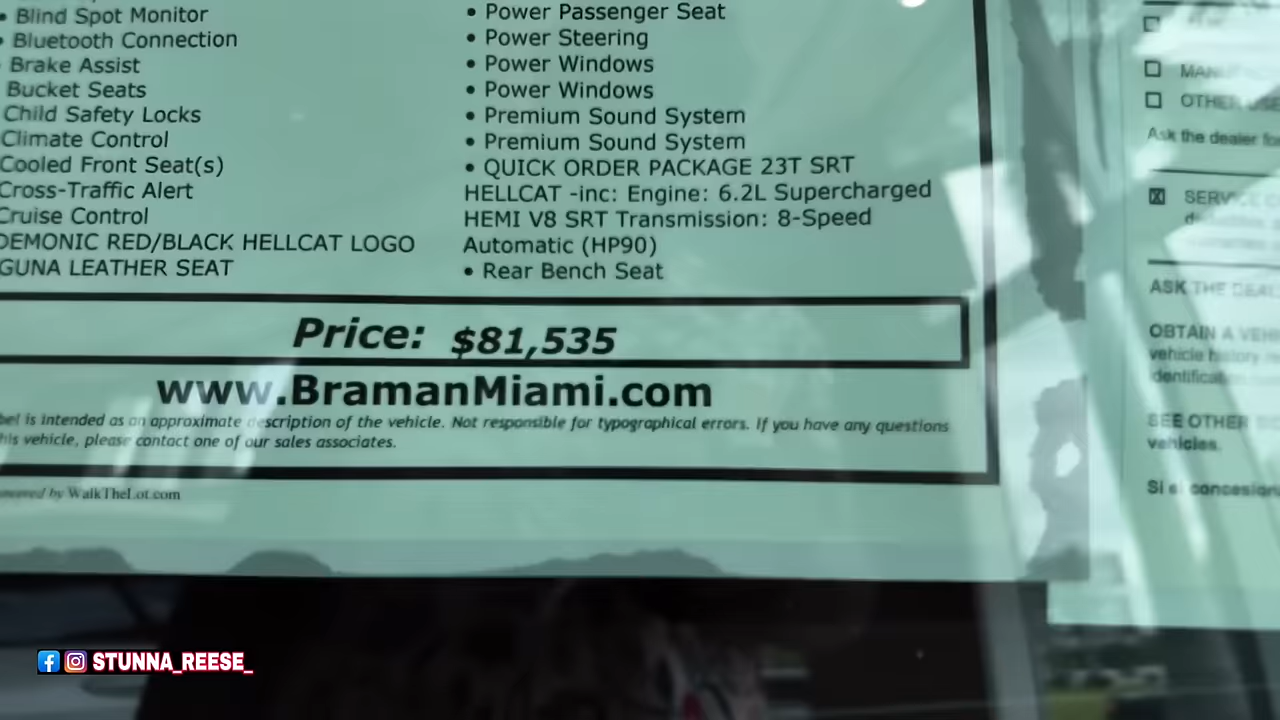 • Blind Spot Monitor
• Bluetooth Connection
Brake Assist
Bucket Seats
Child Safety Locks
Climate Control
Cooled Front Seat(s)
Cross-Traffic Alert
Cruise Control
DEMONIC RED/BLACK HELLCAT LOGO
GUNA LEATHER SEAT
• Power Passenger Seat
• Power Steering
• Power Windows
• Power Windows
• Premium Sound System
• Premium Sound System
• QUICK ORDER PACKAGE 23T SRT
HELLCAT -inc: Engine: 6.2L Supercharged
HEMI V8 SRT Transmission: 8-Speed
Automatic (HP90)
• Rear Bench Seat
Price: $81,535
www.BramanMiami.com
is intended as an approximate description of the vehicle. Not responsible for typographical errors. If you have any questions
vehicle, please contact one of our sales associates.
by WalkTheLot.com
OTHER
Ask the dealer
SERVICE
ASK THE
OBTAIN A
vehicle history
SEE OTHER
vehicles.
Si el
STUNNA_REESE_